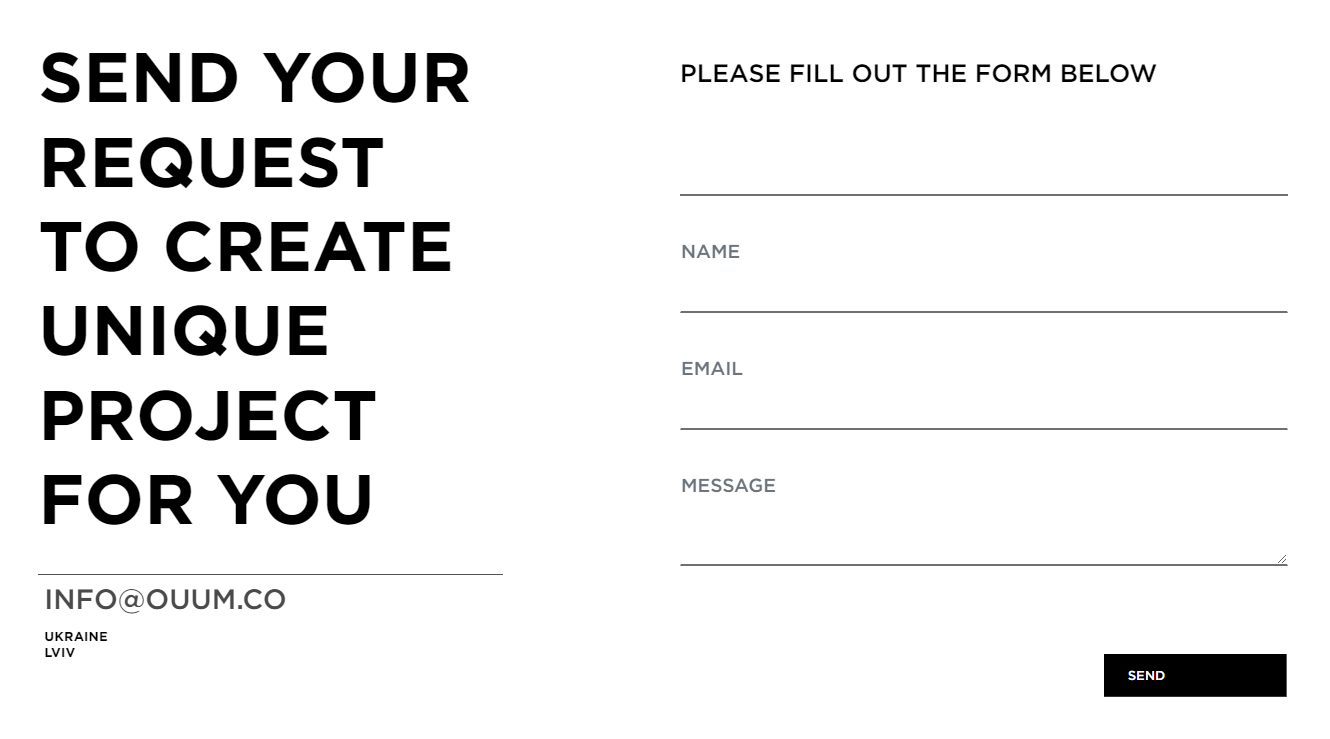 SEND YOUR
REQUEST
TO CREATE
UNIQUE
PROJECT
FOR YOU
INFO@OUUM.CO
UKRAINE
LVIV
PLEASE FILL OUT THE FORM BELOW
NAME
EMAIL
MESSAGE
SEND